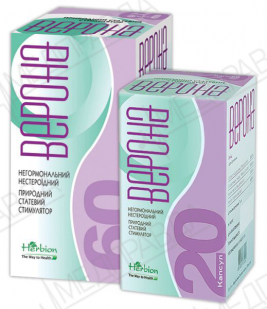 ВЕРОНА
НЕГОРМОНАЛЬНИЙ
НЕСТЕРОЇДНИЙ
ПРИРОДНИЙ
СТАТЕВИЙ
СТИМУЛЯТОР
60
Herbion
The Way to Health
ВЕРОНА
НЕГОРМОНАЛЬНИЙ
НЕСТЕРОЇДНИЙ
ПРИРОДНИЙ
СТАТЕВИЙ
СТИМУЛЯТОР
20
Капсул
Herbion
The Way to Health